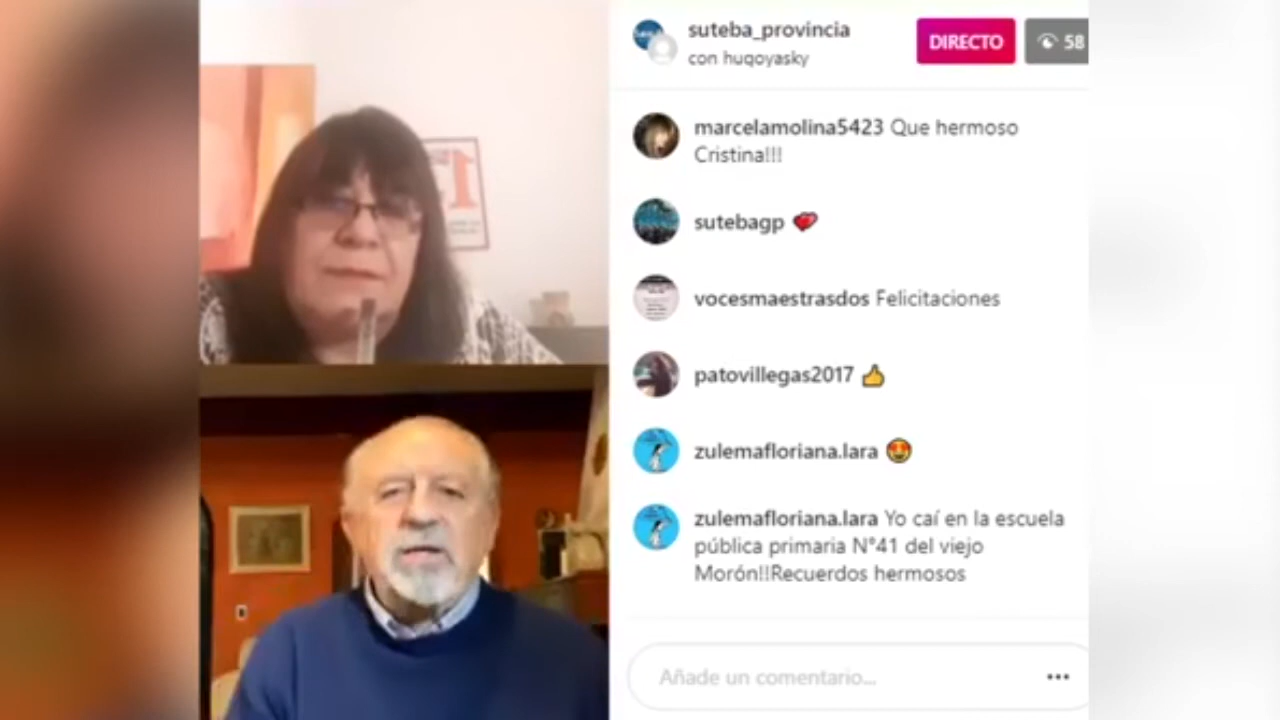 suteba_provincia
con hugoyasky
DIRECTO
58
marcelamolina5423 Que hermoso
Cristina!!!
sutebagp
vocesmaestrasdos Felicitaciones
patovillegas2017
zulemafloriana.lara
zulemafloriana.lara Yo caí en la escuela
pública primaria N°41 del viejo
Morón!!Recuerdos hermosos
Añade un comentario...